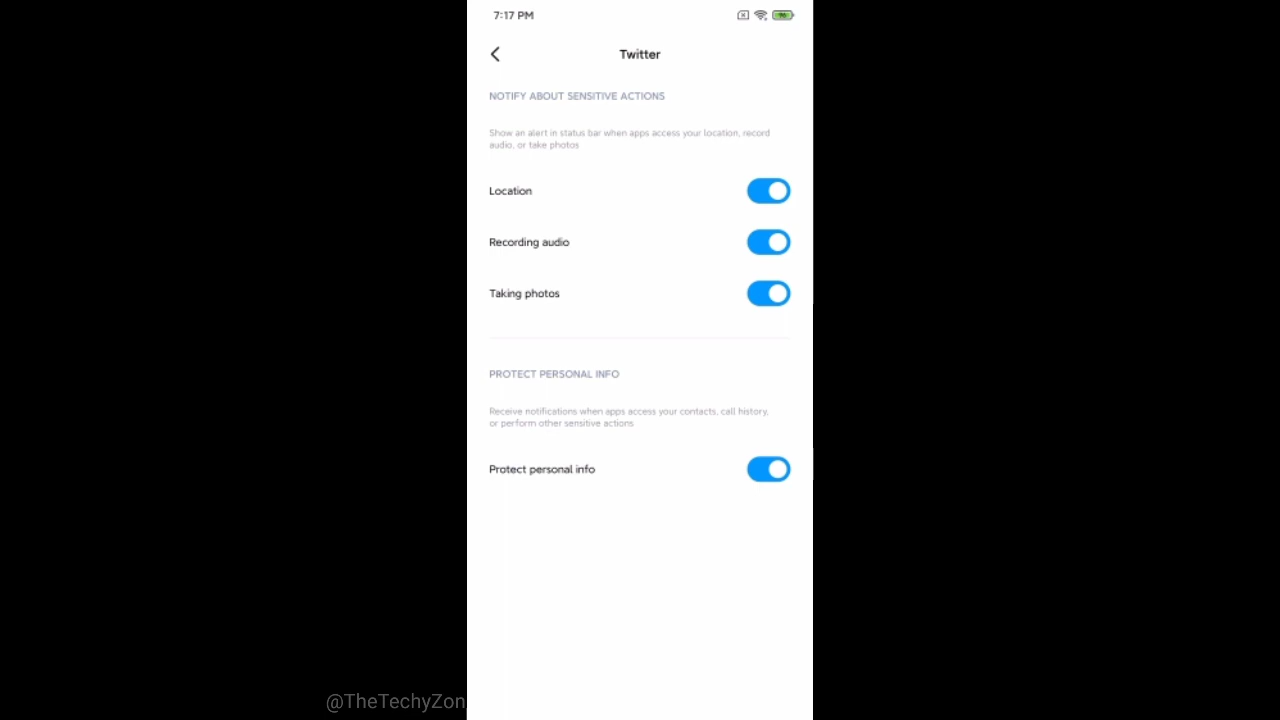 7:17 PM
Twitter
NOTIFY ABOUT SENSITIVE ACTIONS
Show an alert in status bar when apps access your location, record
audio, or take photos
Location
Recording audio
Taking photos
PROTECT PERSONAL INFO
Receive notifications when apps access your contacts, call history,
or perform other sensitive actions
Protect personal info
@TheTechyZon